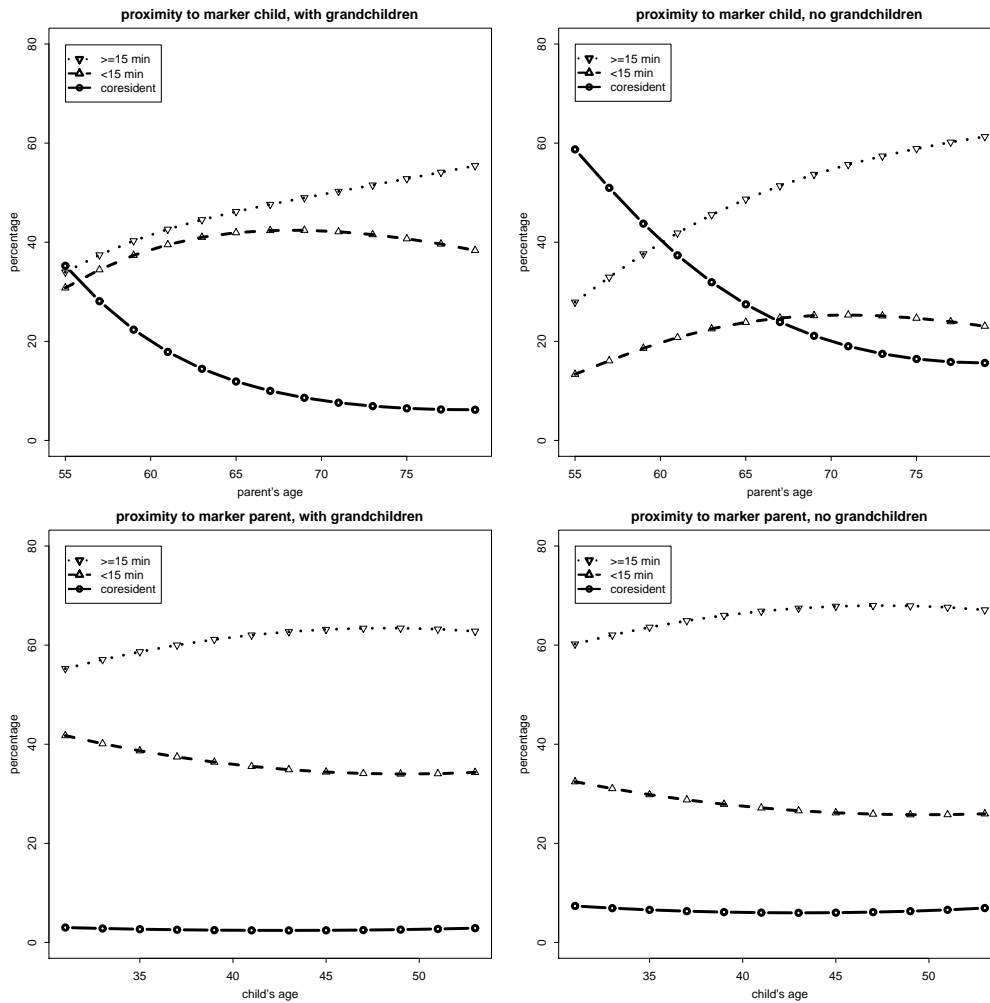 proximity to marker child, with grandchildren
80
60
40
20
0
percentage
>=15 min
<15 min
coresident
55 60 65 70 75
parent's age
proximity to marker child, no grandchildren
80
60
40
20
0
percentage
>=15 min
<15 min
coresident
55 60 65 70 75
parent's age
proximity to marker parent, with grandchildren
80
60
40
20
0
percentage
>=15 min
<15 min
coresident
35 40 45 50
child's age
proximity to marker parent, no grandchildren
80
60
40
20
0
percentage
>=15 min
<15 min
coresident
35 40 45 50
child's age